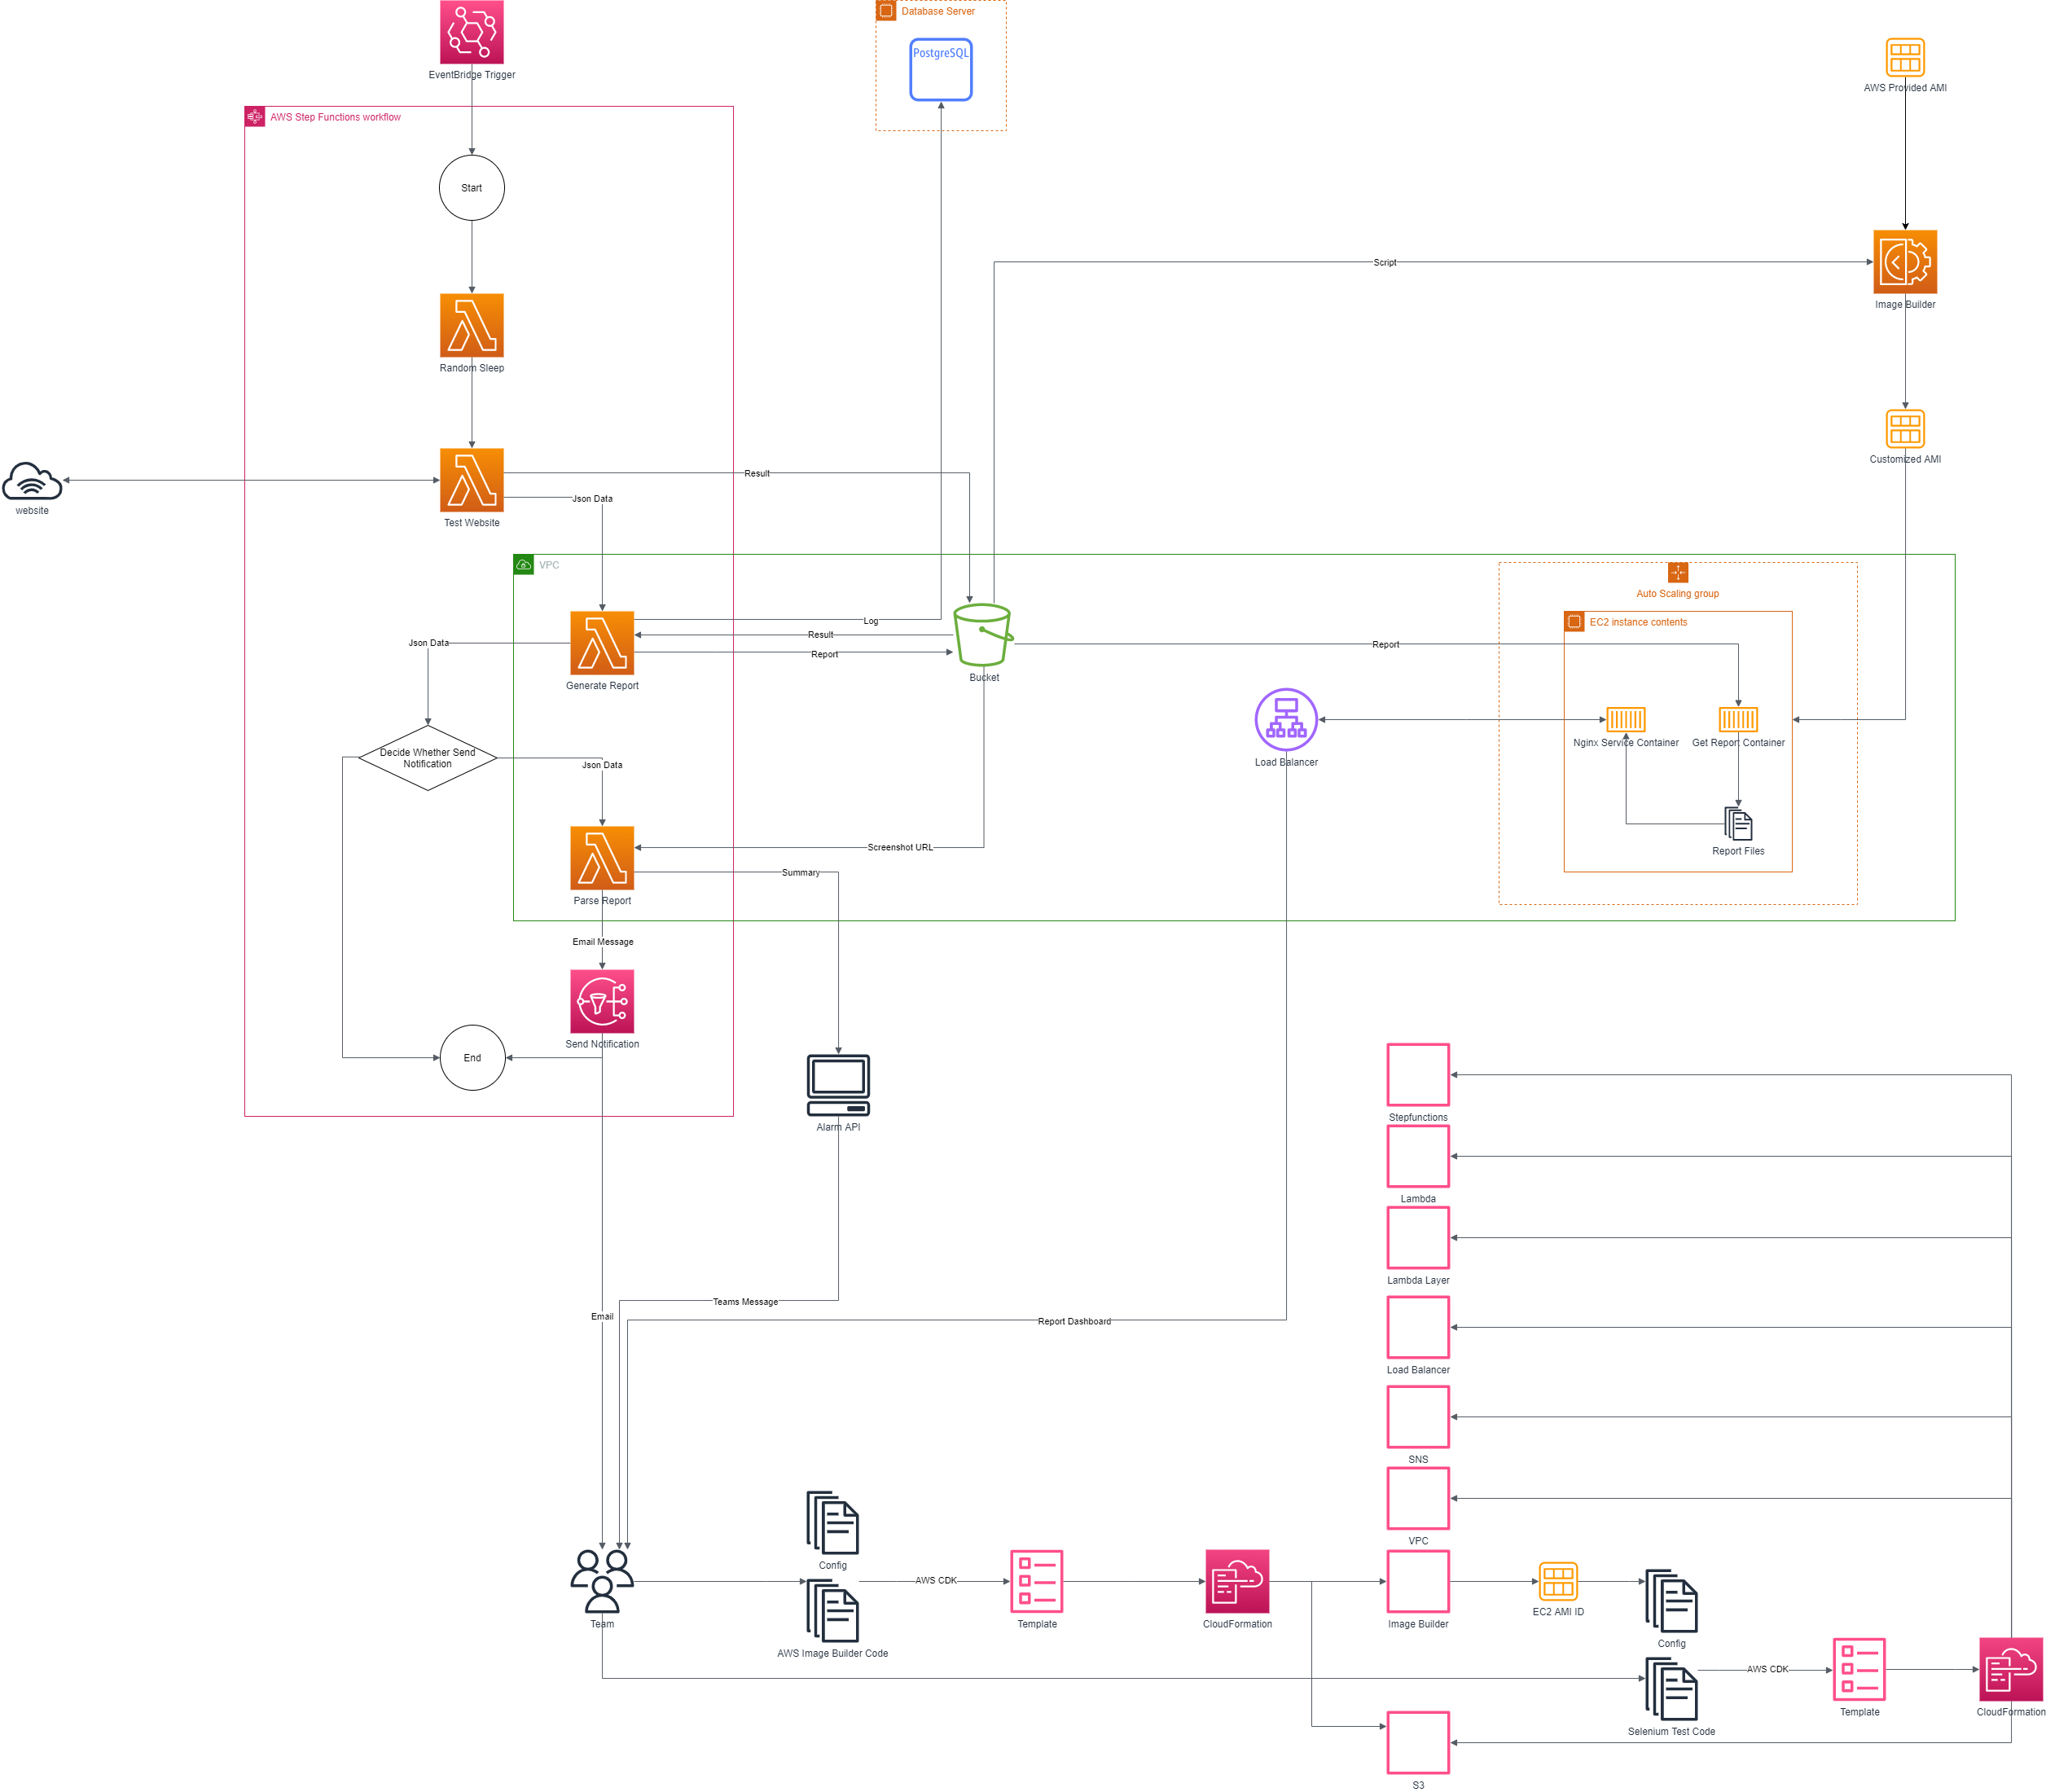 Database Server
PostgreSQL
EventBridge Trigger
AWS Provided AMI
AWS Step Functions workflow
Start
Script
Image Builder
Random Sleep
Customized AMI
Result
Json Data
website
Test Website
VPC
Auto Scaling group
EC2 instance contents
Log
Result
Json Data
Report
Report
Bucket
Generate Report
Nginx Service Container
Get Report Container
Decide Whether Send
Notification
Load Balancer
Json Data
Screenshot URL
Report Files
Summary
Parse Report
Email Message
Send Notification
End
Alarm API
Stepfunctions
Lambda
Lambda Layer
Teams Message
Email
Report Dashboard
Load Balancer
SNS
VPC
Config
AWS CDK
EC2 AMI ID
Team
Template
CloudFormation
Image Builder
Config
AWS Image Builder Code
AWS CDK
Template
CloudFormation
Selenium Test Code
S3